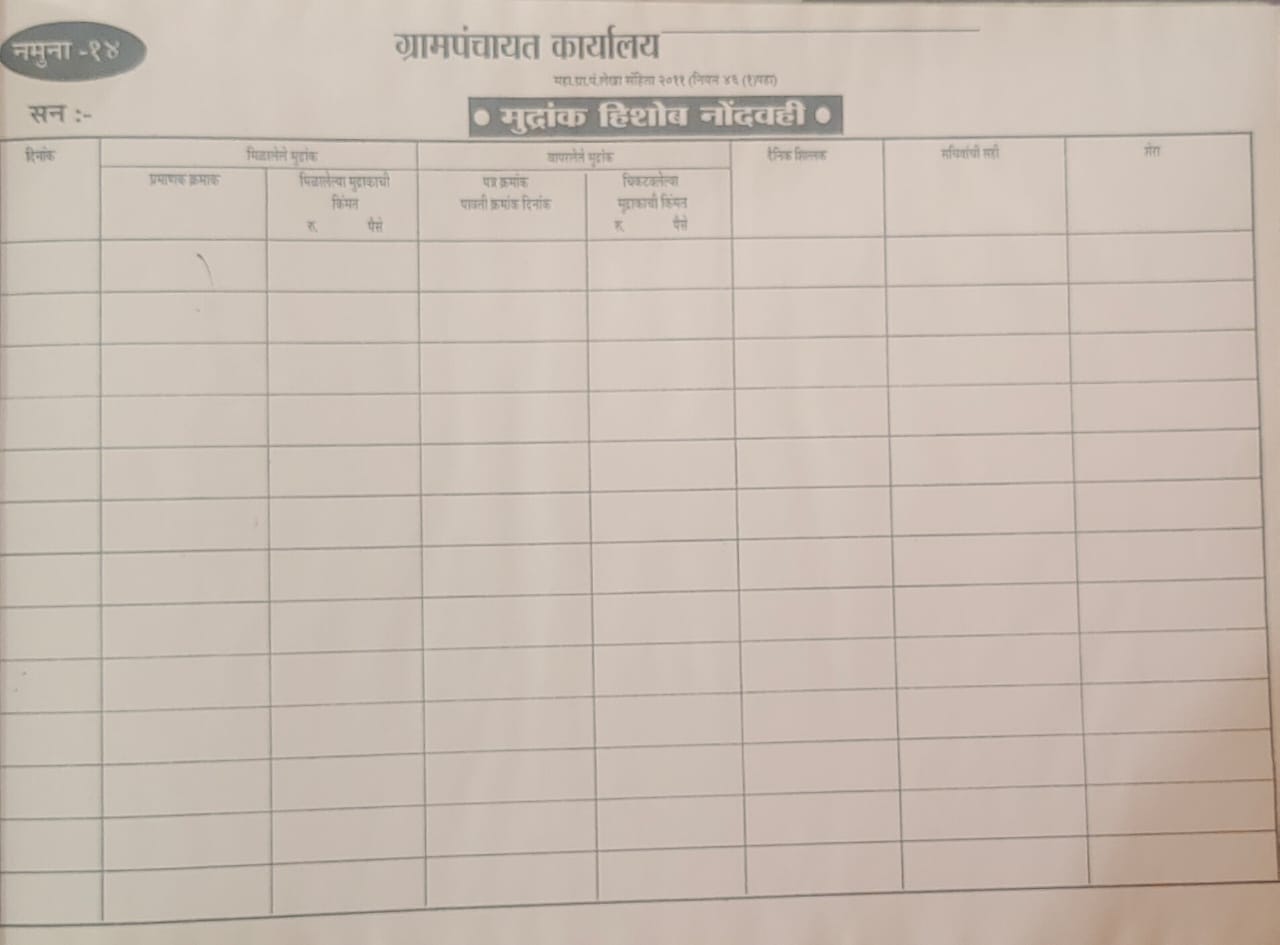 नमुना -१४
ग्रामपंचायत कार्यालय
महा.ग्रा.पं.लेखा संहिता २०११ (नियम ४६ (१)पहा)
सन :-
• मुद्रांक हिशोब नोंदवही •
दिनांक मिळालेले मुद्रांक वापरलेले मुद्रांक दैनिक शिल्लक सचिवांची सही शेरा
प्रमाणक क्रमाक मिळालेल्या मुद्राकाची पत्र क्रमांक चिकटवलेल्या
किंमत पावती क्रमांक दिनांक मुद्राकाची किंमत
रु. पैसे रु. पैसे